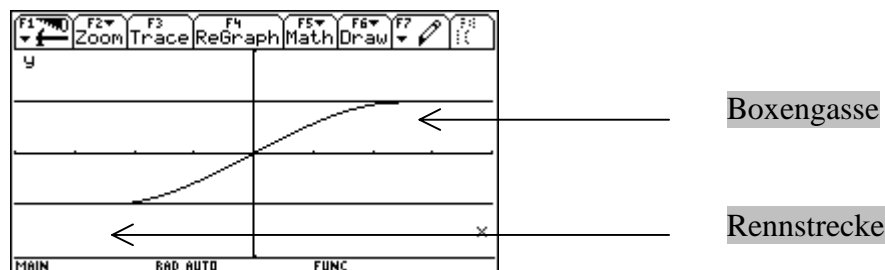 F1 F2 Zoom F3 Trace F4 ReGraph F5 Math F6 Draw F7
y
Boxengasse
Rennstrecke
x
MAIN RAD AUTO FUNC